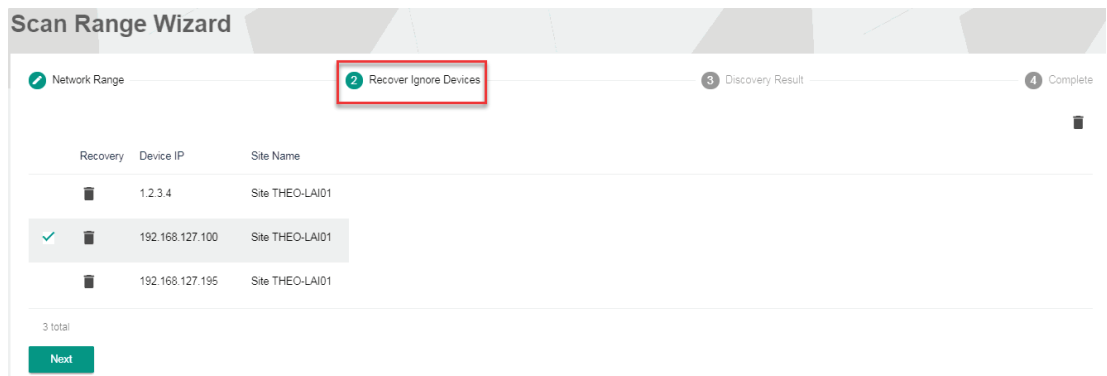 Scan Range Wizard
Network Range 2 Recover Ignore Devices 3 Discovery Result 4 Complete
Recovery Device IP Site Name
1.2.3.4 Site THEO-LAI01
192.168.127.100 Site THEO-LAI01
192.168.127.195 Site THEO-LAI01
3 total
Next